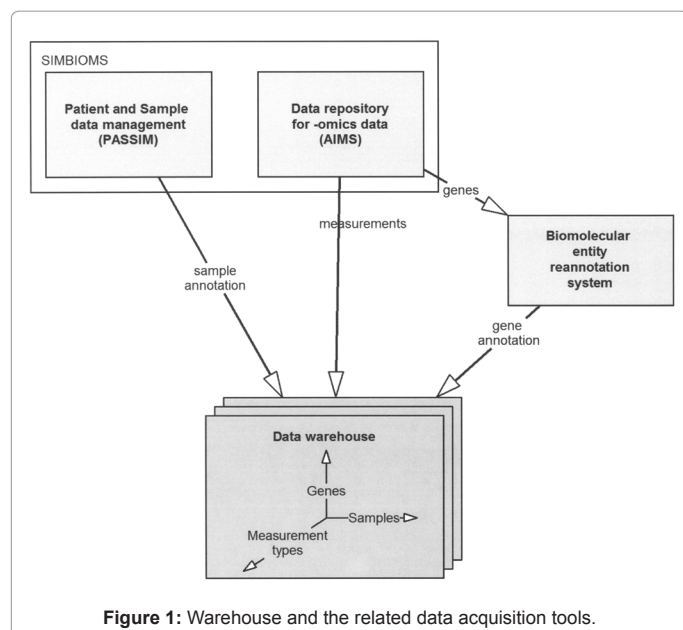 SIMBIOMS
Patient and Sample
data management
(PASSIM)
Data repository
for -omics data
(AIMS)
genes
measurements
Biomolecular
entity
reannotation
system
sample
annotation
gene
annotation
Data warehouse
Genes
Samples
Measurement
types
Figure 1: Warehouse and the related data acquisition tools.